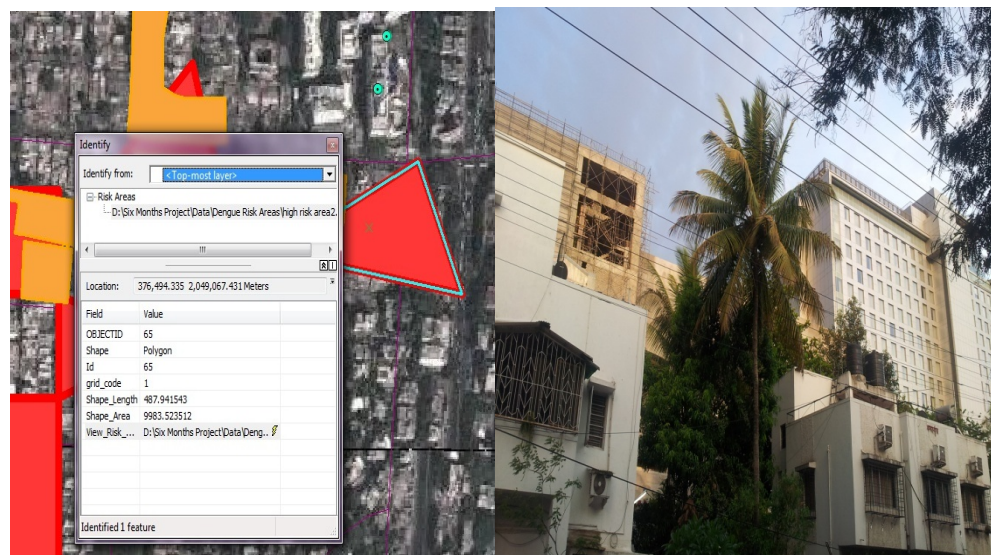 Identify
Identify from: <Top-most layer>
Risk Areas
D:\Six Months Project\Data\Dengue Risk Areas\high risk area2.
Location: 376,494.335 2,049,067.431 Meters
Field Value
OBJECTID 65
Shape Polygon
Id 65
grid_code 1
Shape_Length 487.941543
Shape_Area 9983.523512
View_Risk_... D:\Six Months Project\Data\Deng..
Identified 1 feature